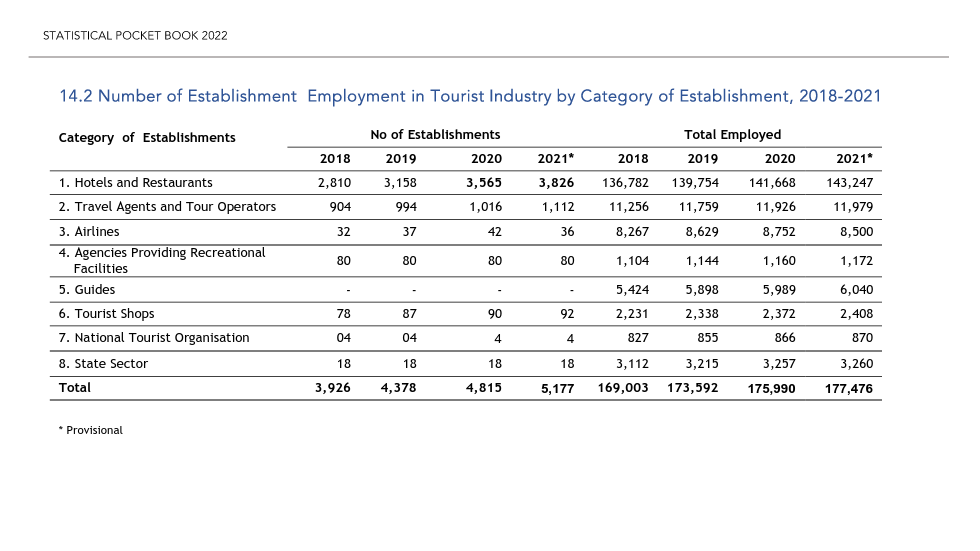 STATISTICAL POCKET BOOK 2022
14.2 Number of Establishment  Employment in Tourist Industry by Category of Establishment, 2018-2021
Category of Establishments No of Establishments Total Employed
2018 2019 2020 2021* 2018 2019 2020 2021*
1. Hotels and Restaurants 2,810 3,158 3,565 3,826 136,782 139,754 141,668 143,247
2. Travel Agents and Tour Operators 904 994 1,016 1,112 11,256 11,759 11,926 11,979
3. Airlines 32 37 42 36 8,267 8,629 8,752 8,500
4. Agencies Providing Recreational
Facilities 80 80 80 80 1,104 1,144 1,160 1,172
5. Guides - - - - 5,424 5,898 5,989 6,040
6. Tourist Shops 78 87 90 92 2,231 2,338 2,372 2,408
7. National Tourist Organisation 04 04 4 4 827 855 866 870
8. State Sector 18 18 18 18 3,112 3,215 3,257 3,260
Total 3,926 4,378 4,815 5,177 169,003 173,592 175,990 177,476
* Provisional